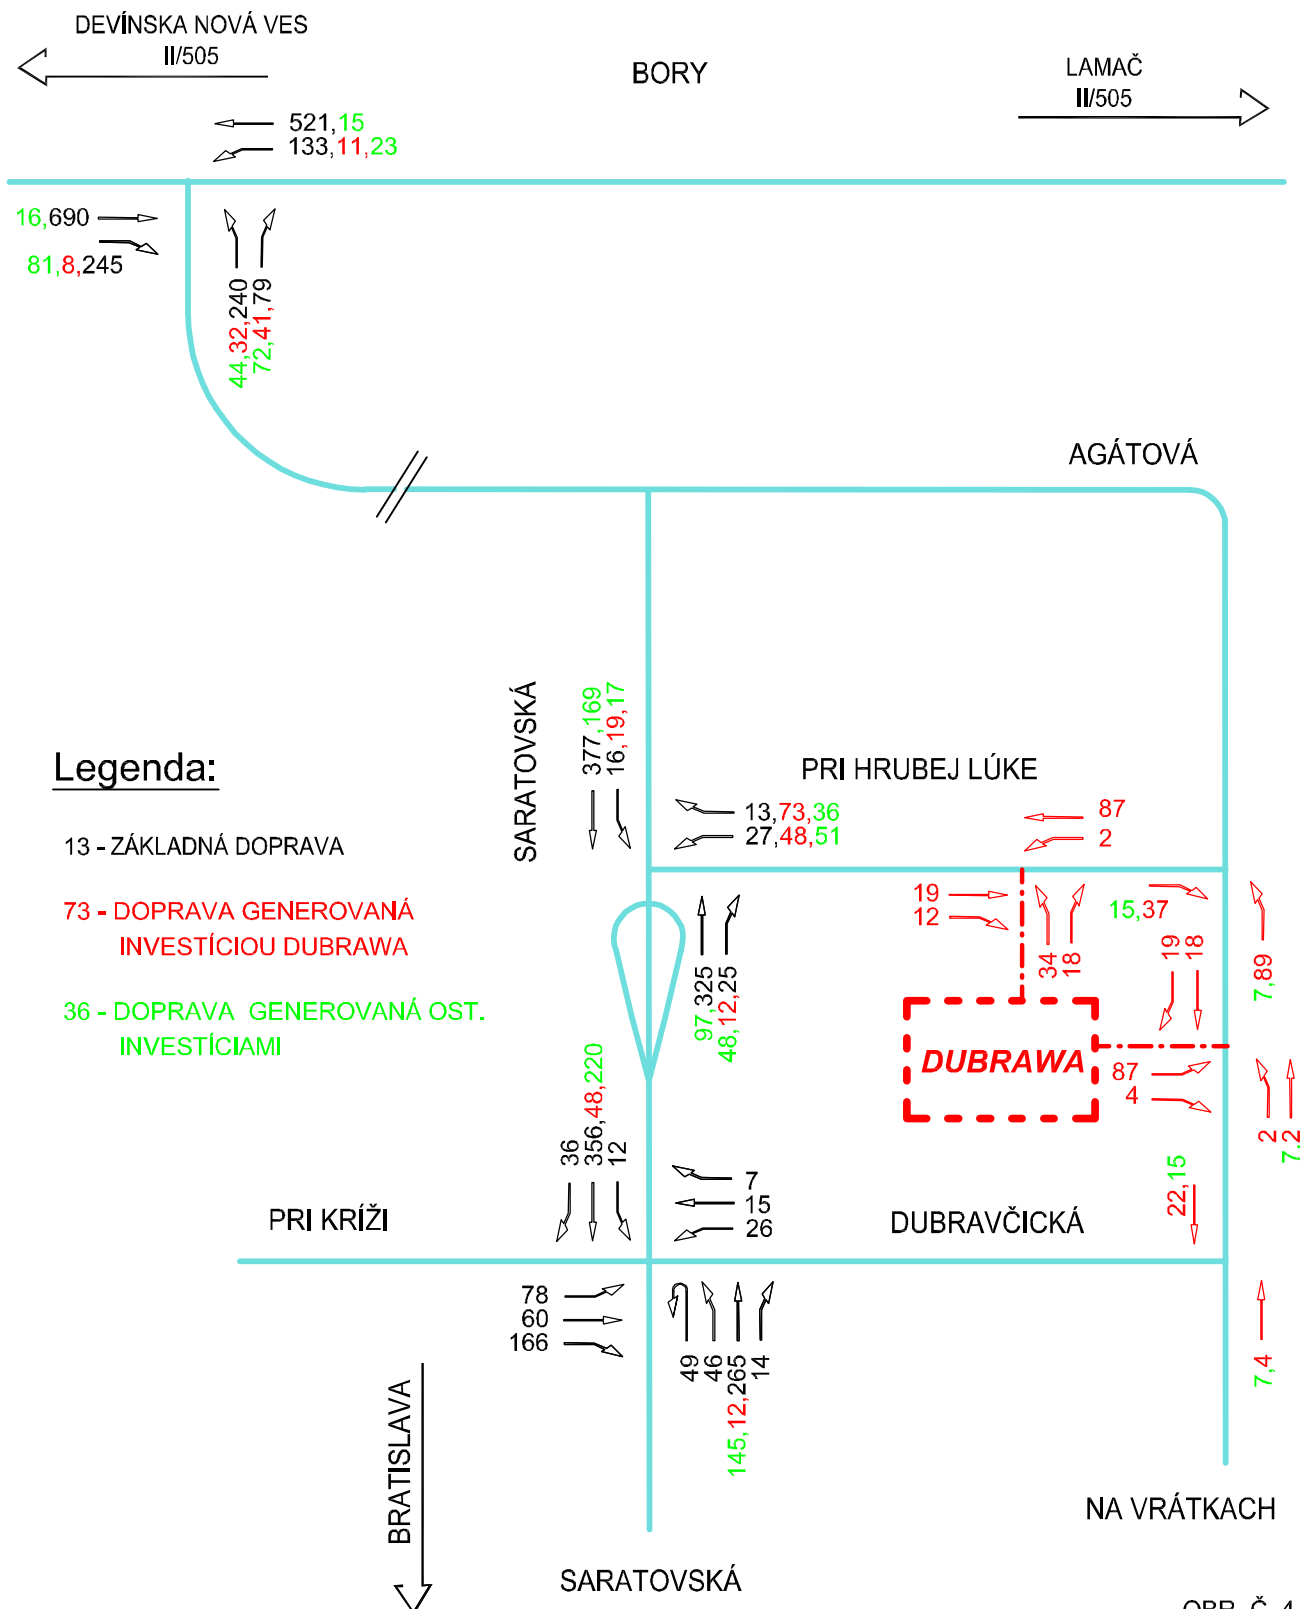 DEVÍNSKA NOVÁ VES
II/505
BORY
LAMAČ
II/505
521,15
133,11,23
16,690
81,8,245
44,32,240
72,41,79
AGÁTOVÁ
SARATOVSKÁ
377,169
16,19,17
Legenda:
13 - ZÁKLADNÁ DOPRAVA
73 - DOPRAVA GENEROVANÁ
INVESTÍCIOU DUBRAWA
36 - DOPRAVA GENEROVANÁ OST.
INVESTÍCIAMI
PRI HRUBEJ LÚKE
13,73,36
27,48,51
87
2
19
12
34
18
15,37
19
18
7,89
97,325
48,12,25
DUBRAWA
87
4
2
7,2
36
356,48,220
12
7
15
26
22,15
PRI KRÍŽI
DUBRAVČICKÁ
78
60
166
49
46
145,12,265
14
7,4
BRATISLAVA
NA VRÁTKACH
SARATOVSKÁ
OBR. Č. 4